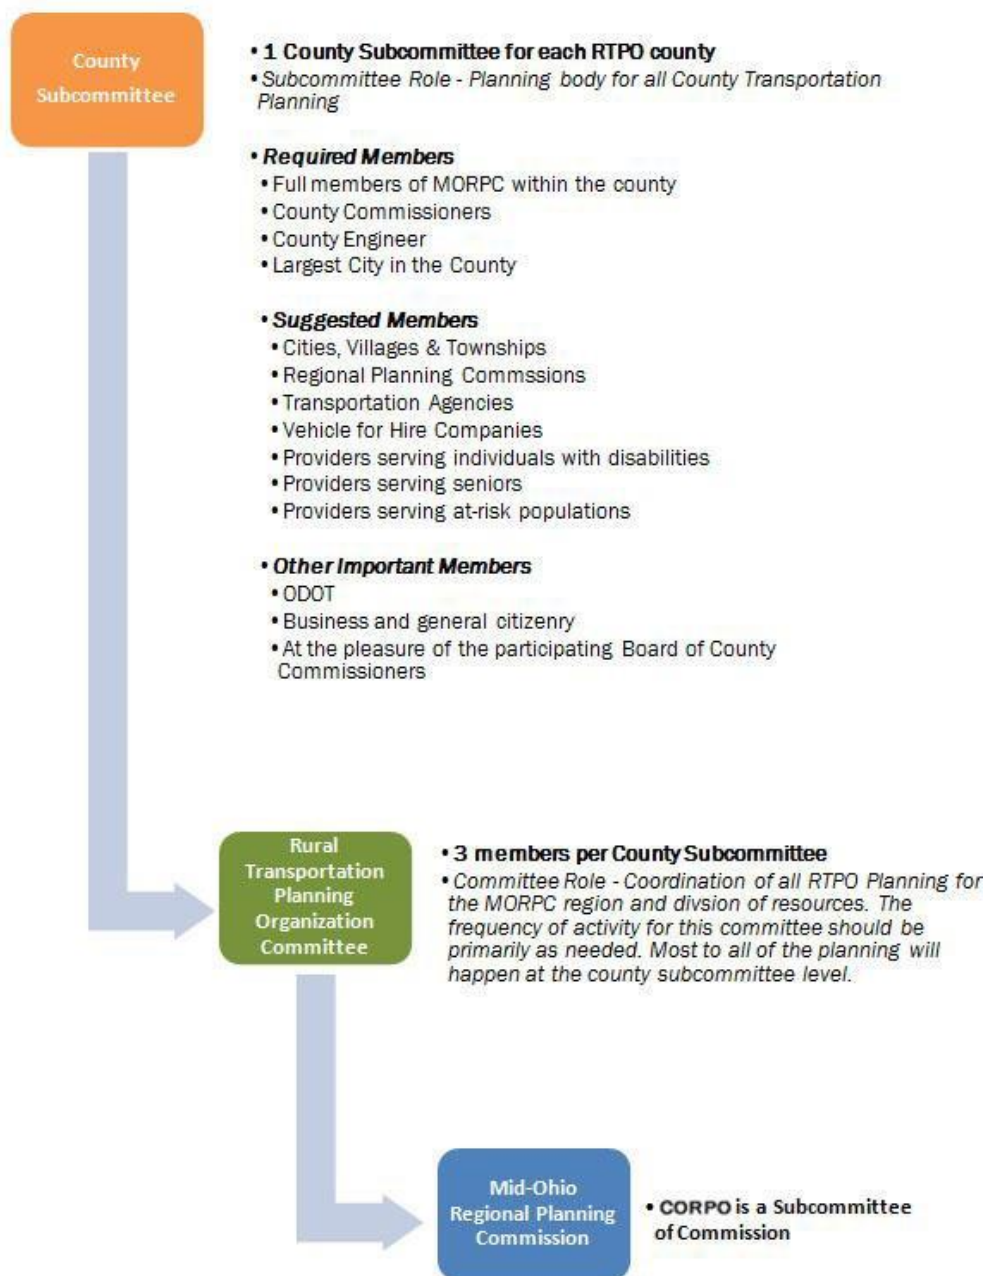 County
Subcommittee
• 1 County Subcommittee for each RTPO county
• Subcommittee Role - Planning body for all County Transportation
Planning
• Required Members
• Full members of MORPC within the county
• County Commissioners
• County Engineer
• Largest City in the County
• Suggested Members
• Cities, Villages & Townships
• Regional Planning Commssions
• Transportation Agencies
• Vehicle for Hire Companies
• Providers serving individuals with disabilities
• Providers serving seniors
• Providers serving at-risk populations
• Other Important Members
• ODOT
• Business and general citizenry
• At the pleasure of the participating Board of County
Commissioners
Rural
Transportation
Planning
Organization
Committee
• 3 members per County Subcommittee
• Committee Role - Coordination of all RTPO Planning for
the MORPC region and divsion of resources. The
frequency of activity for this committee should be
primarily as needed. Most to all of the planning will
happen at the county subcommittee level.
Mid-Ohio
Regional Planning
Commission
• CORPO is a Subcommittee
of Commission